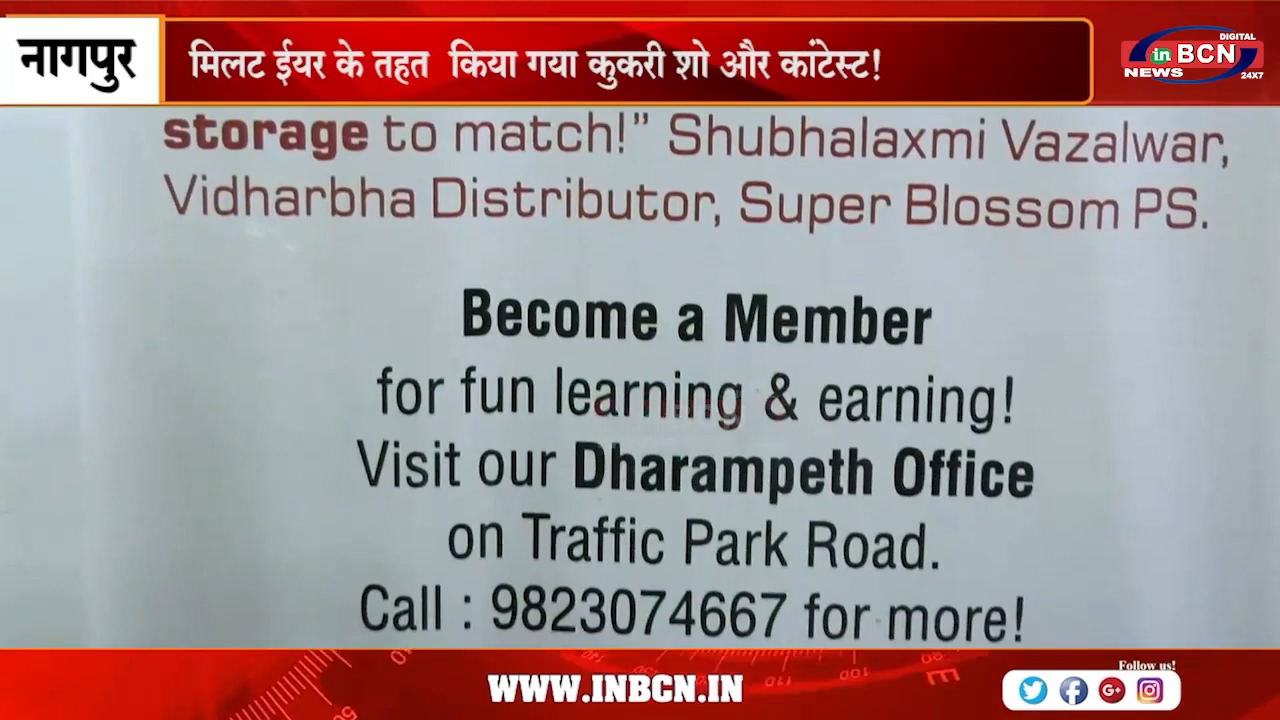 नागपुर
मिलट ईयर के तहत किया गया कुकरी शो और कांटेस्ट!
DIGITAL
in BCN
NEWS 24X7
storage to match!” Shubhalaxmi Vazalwar,
Vidharbha Distributor, Super Blossom PS.
Become a Member
for fun learning & earning!
Visit our Dharampeth Office
on Traffic Park Road.
Call : 9823074667 for more!
WWW.INBCN.IN
Follow us!